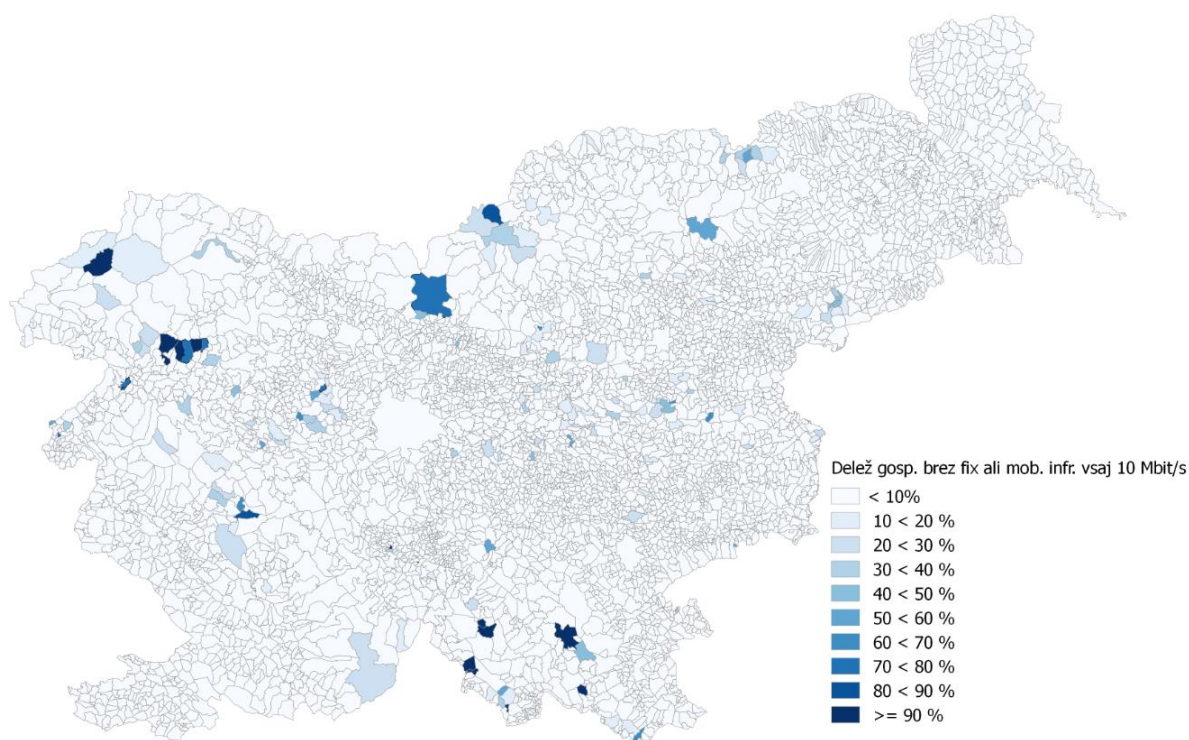 Delež gosp. brez fix ali mob. infr. vsaj 10 Mbit/s
< 10%
10 < 20 %
20 < 30 %
30 < 40 %
40 < 50 %
50 < 60 %
60 < 70 %
70 < 80 %
80 < 90 %
>= 90 %